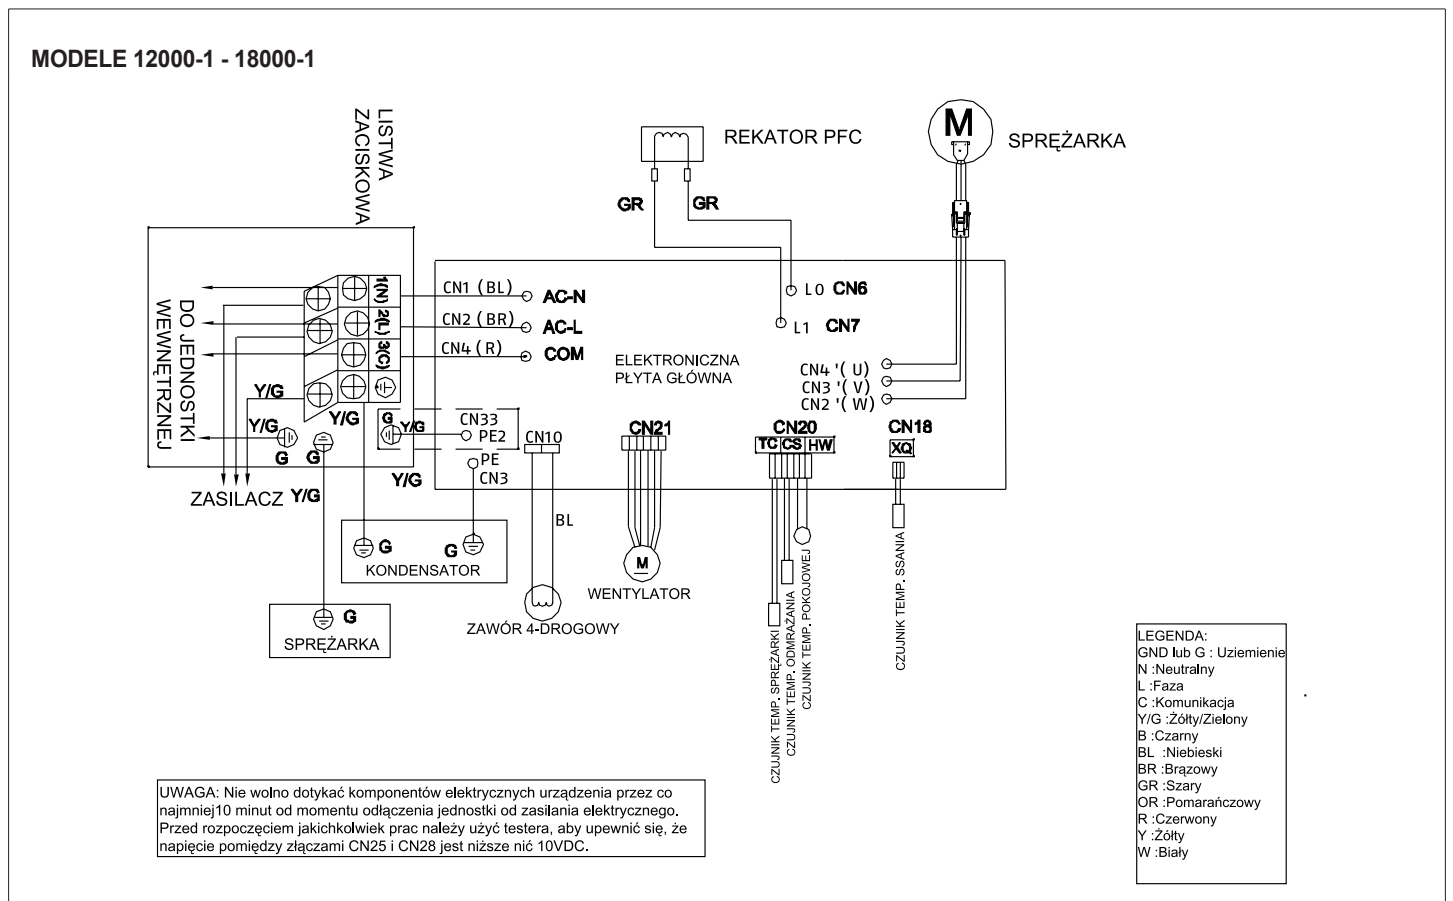 MODELE 12000-1 - 18000-1
LISTWA
ZACISKOWA
REKATOR PFC
M
SPRĘŻARKA
GR
GR
1(N)
2(L)
3(C)
CN1 (BL)
AC-N
CN2 (BR)
AC-L
CN4 (R)
COM
L0 CN6
L1 CN7
ELEKTRONICZNA
PŁYTA GŁÓWNA
CN4 '( U)
CN3 '( V)
CN2 '( W)
DO JEDNOSTKI
WEWNĘTRZNEJ
Y/G
Y/G
Y/G
G
G
G
Y/G
CN33
PE2
PE
CN3
Y/G
CN10
CN21
CN20
TC CS HW
CN18
XQ
ZASILACZ
Y/G
BL
G
G
KONDENSATOR
M
WENTYLATOR
G
SPRĘŻARKA
ZAWÓR 4-DROGOWY
CZUJNIK TEMP. SPRĘŻARKI
CZUJNIK TEMP. ODMRAŻANIA
CZUJNIK TEMP. POKOJOWEJ
CZUJNIK TEMP. SSANIA
LEGENDA:
GND lub G : Uziemienie
N :Neutralny
L :Faza
C :Komunikacja
Y/G :Żółty/Zielony
B :Czarny
BL :Niebieski
BR :Brązowy
GR :Szary
OR :Pomarańczowy
R :Czerwony
Y :Żółty
W :Biały
UWAGA: Nie wolno dotykać komponentów elektrycznych urządzenia przez co
najmniej10 minut od momentu odłączenia jednostki od zasilania elektrycznego.
Przed rozpoczęciem jakichkolwiek prac należy użyć testera, aby upewnić się, że
napięcie pomiędzy złączami CN25 i CN28 jest niższe nić 10VDC.